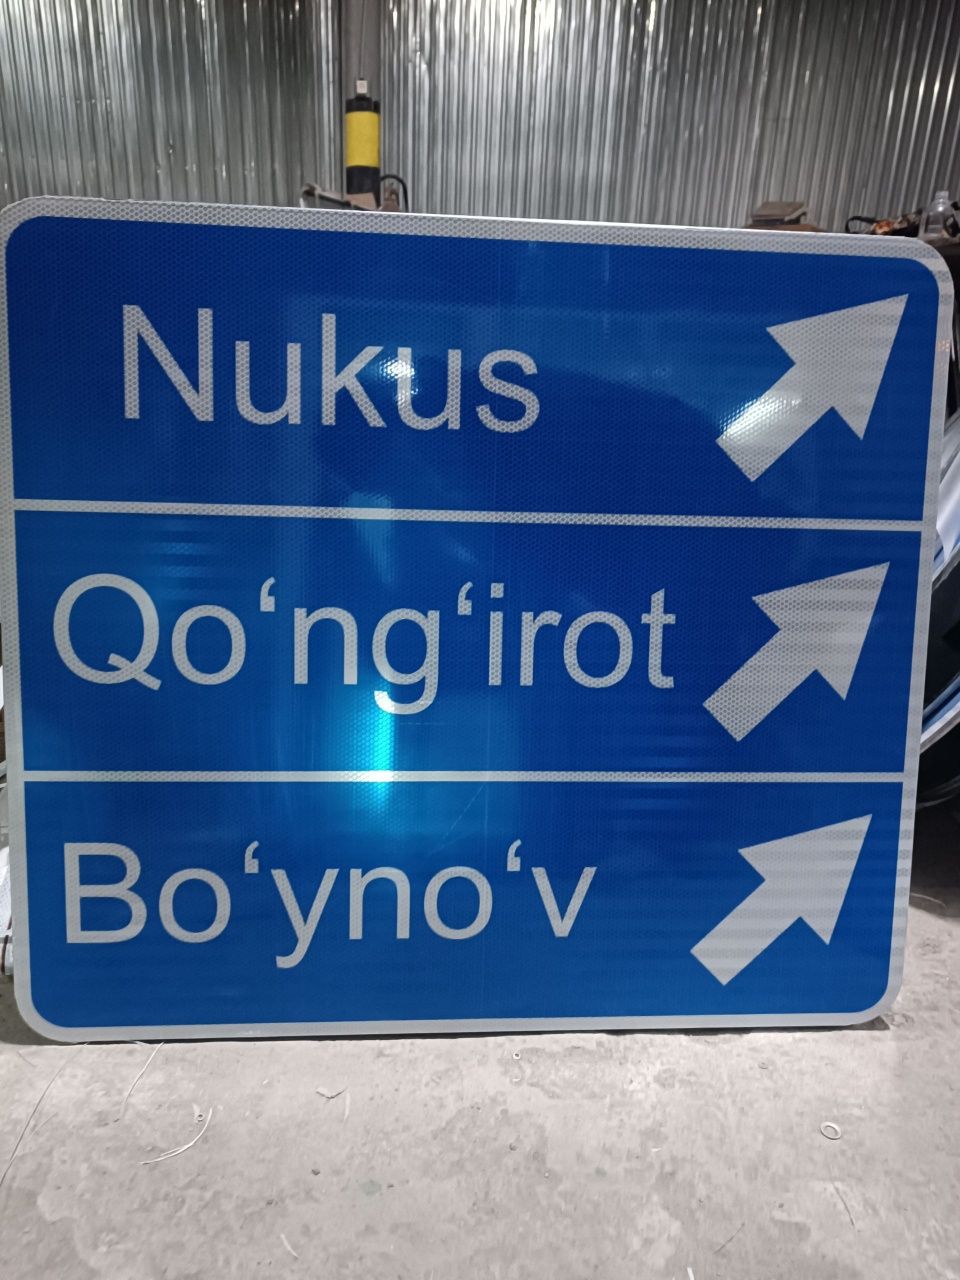 Nukus
Qo‘ng‘irot
Bo‘yno‘v